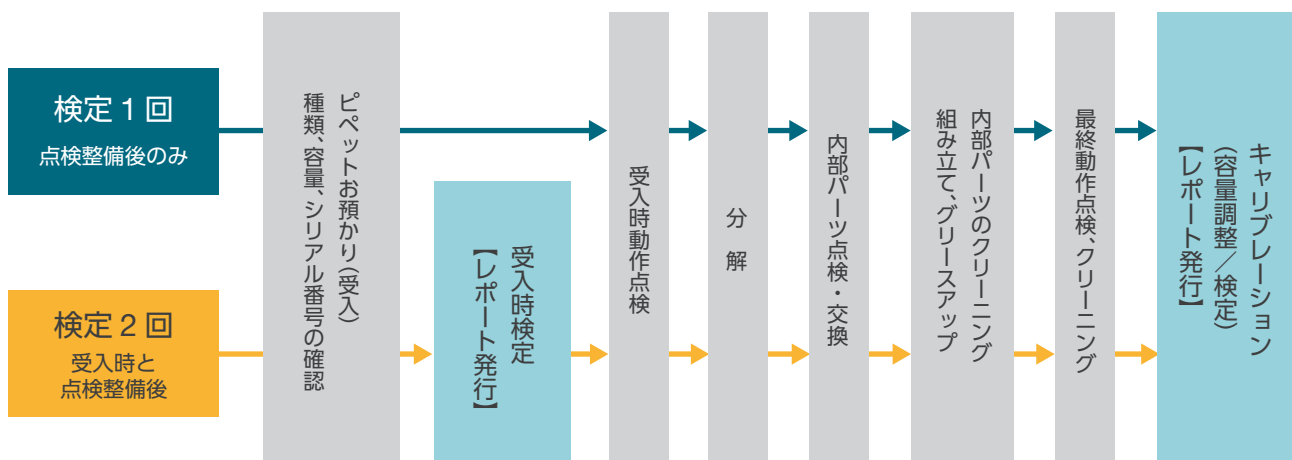 検定 1 回
点検整備後のみ
検定 2 回
受入時と
点検整備後
ピペットお預かり(受入)
種類、容量、シリアル番号の確認
受入時検定
【レポート発行】
受入時動作点検
分 解
内部パーツ点検・交換
内部パーツのクリーニング
組み立て、グリースアップ
最終動作点検、クリーニング
キャリブレーション
(容量調整/検定)
【レポート発行】